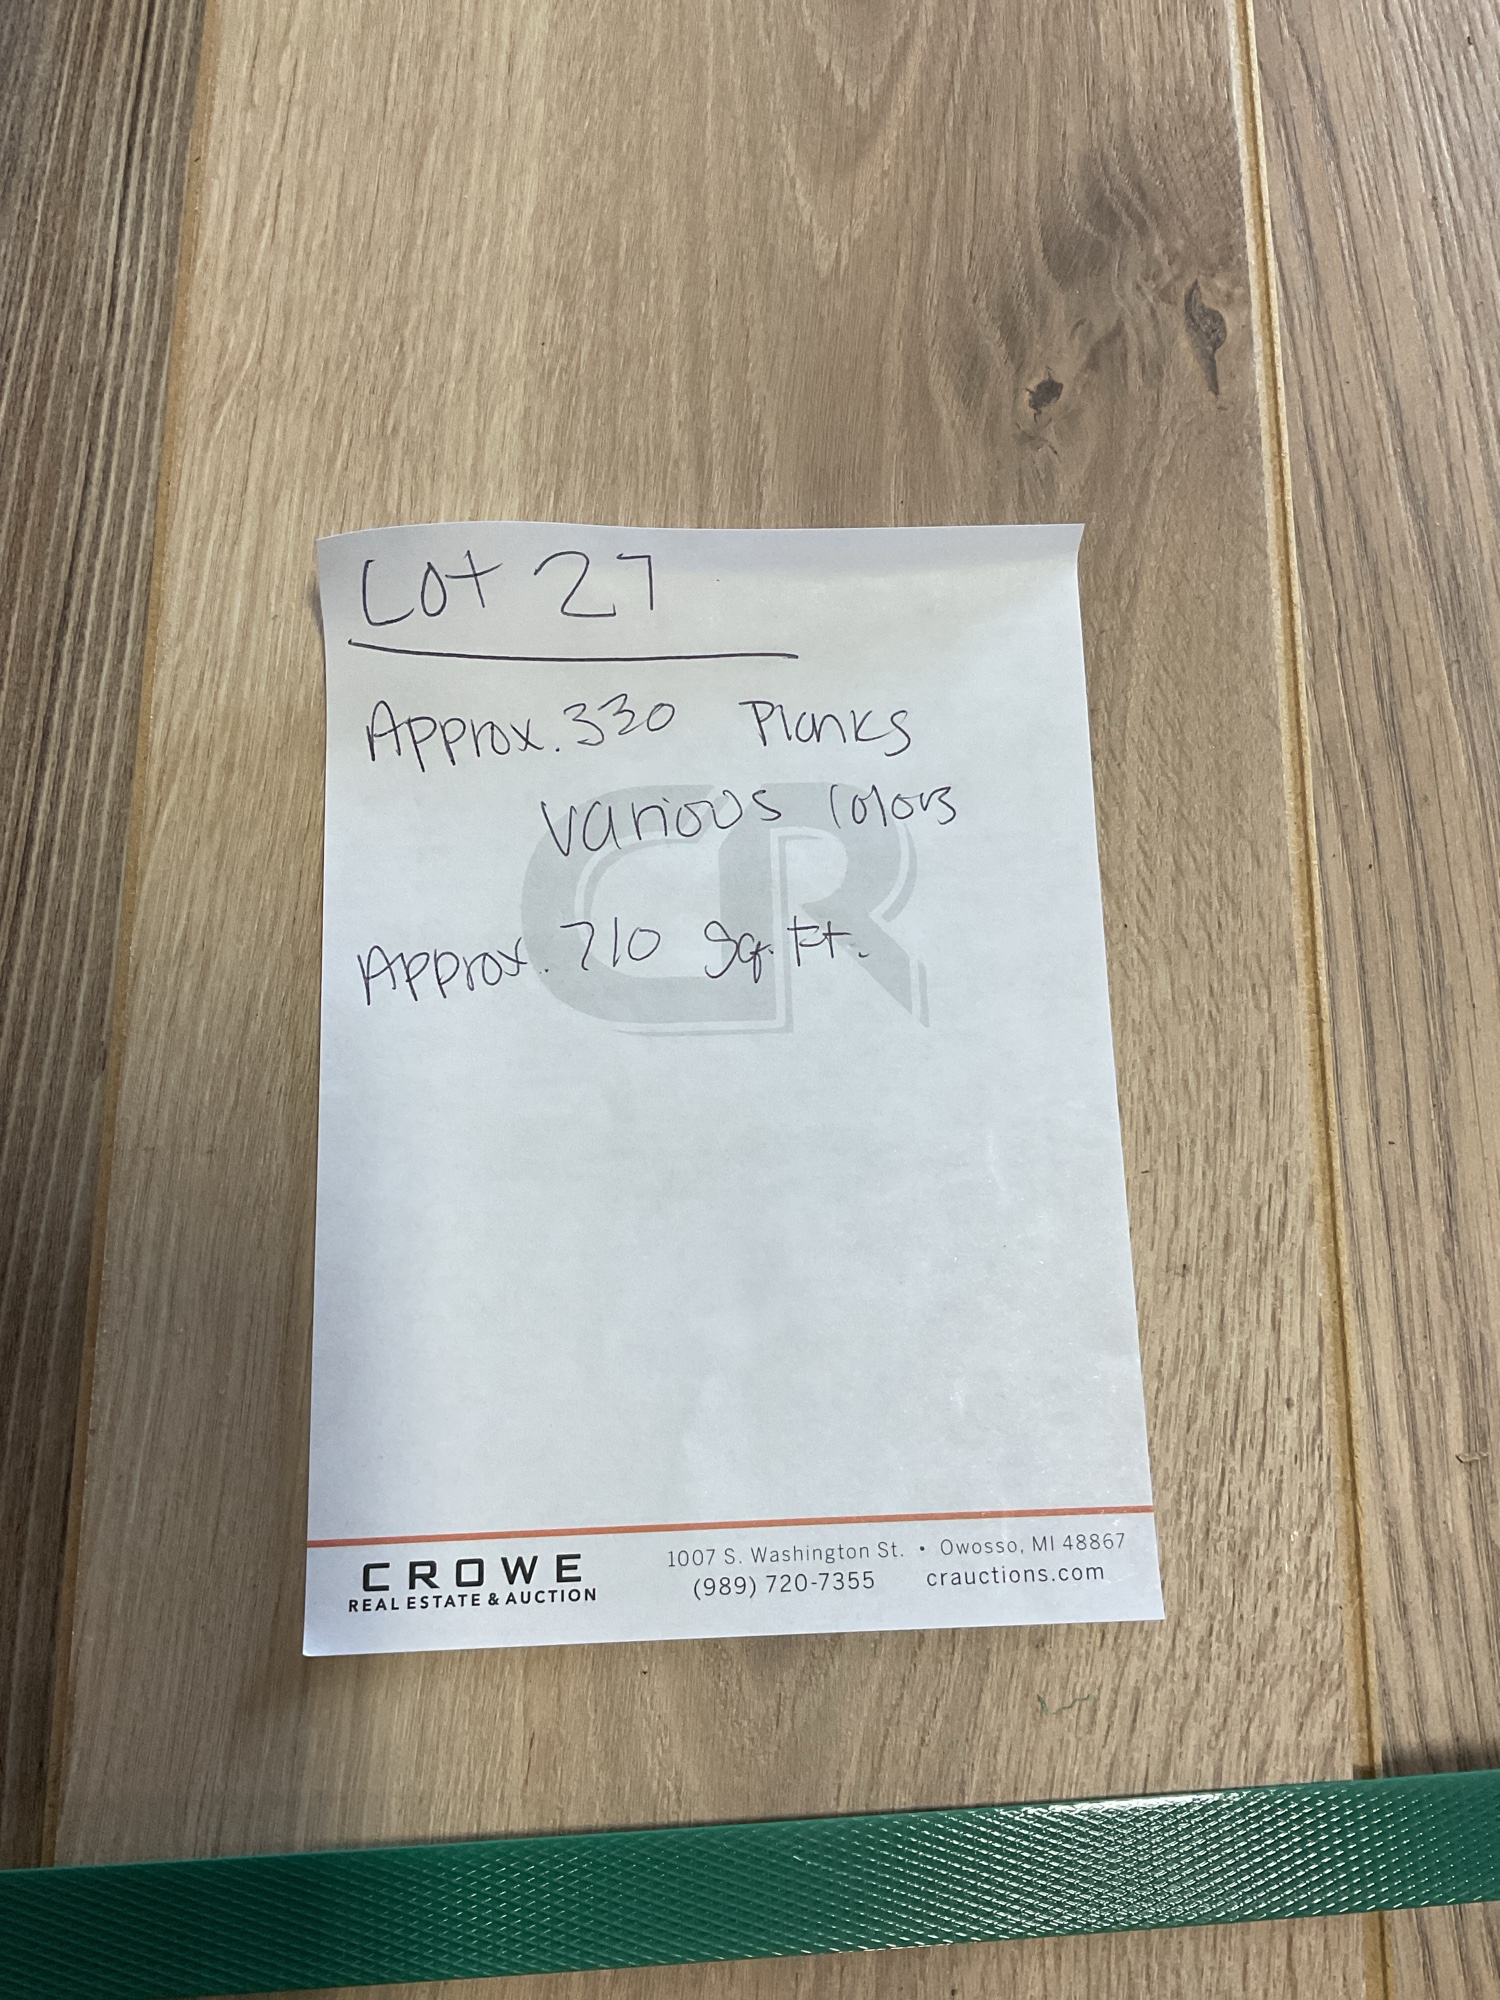 Lot 27
Approx. 330 Planks
various colors
Approx. 710 Sq. Ft.
CR
CROWE
REAL ESTATE & AUCTION
1007 S. Washington St. • Owosso, MI 48867
(989) 720-7355 crauctions.com